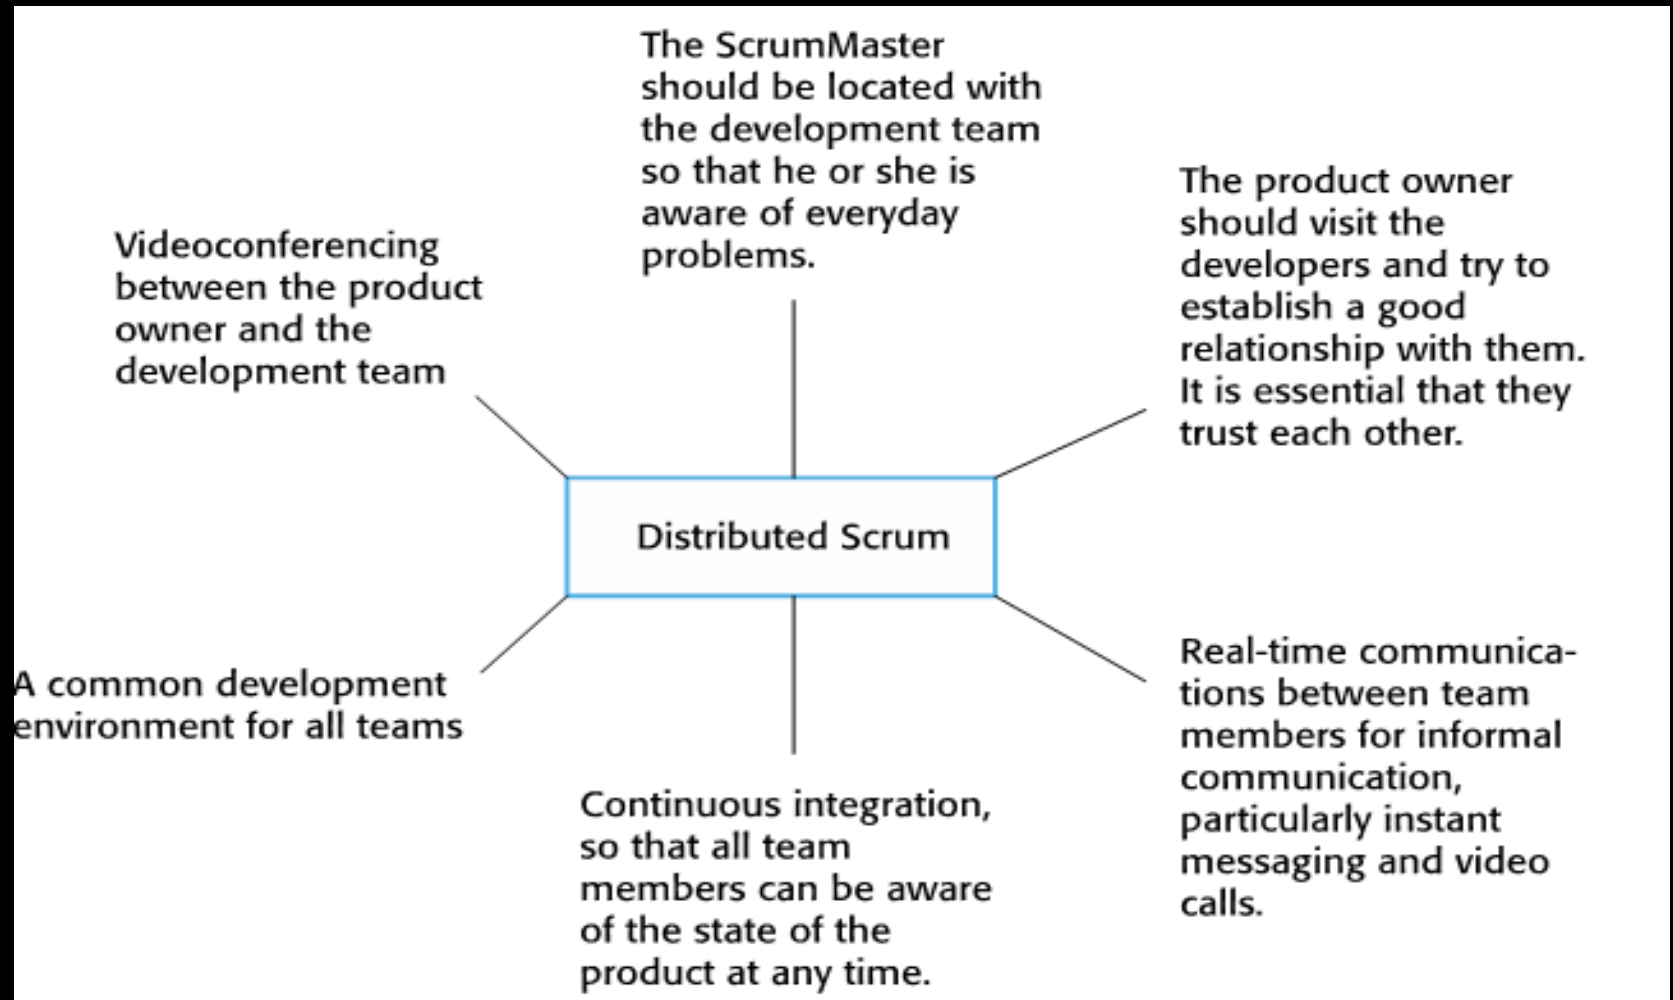 The ScrumMaster
should be located with
the development team
so that he or she is
aware of everyday
problems.
The product owner
should visit the
developers and try to
establish a good
relationship with them.
It is essential that they
trust each other.
Videoconferencing
between the product
owner and the
development team
Distributed Scrum
A common development
environment for all teams
Real-time communica-
tions between team
members for informal
communication,
particularly instant
messaging and video
calls.
Continuous integration,
so that all team
members can be aware
of the state of the
product at any time.